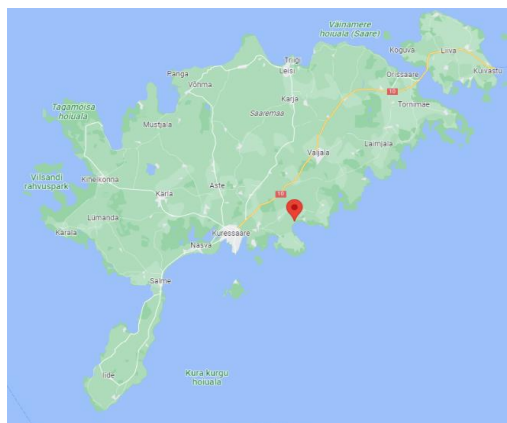 Väinamere
hoiuala (Saare)
Koguva
Liiva
Kuivastu
Triigi
Leisi
Orissaare
Panga
Võhma
10
Karja
Tornimäe
Tagamõisa
hoiuala
Saaremaa
Mustjala
Laimjala
Valjala
Vilsandi
rahvuspark
Kihelkonna
Aste
Kärla
10
Lümanda
Karala
Kuressaare
Nasva
Salme
Iide
Kura kurgu
hoiuala